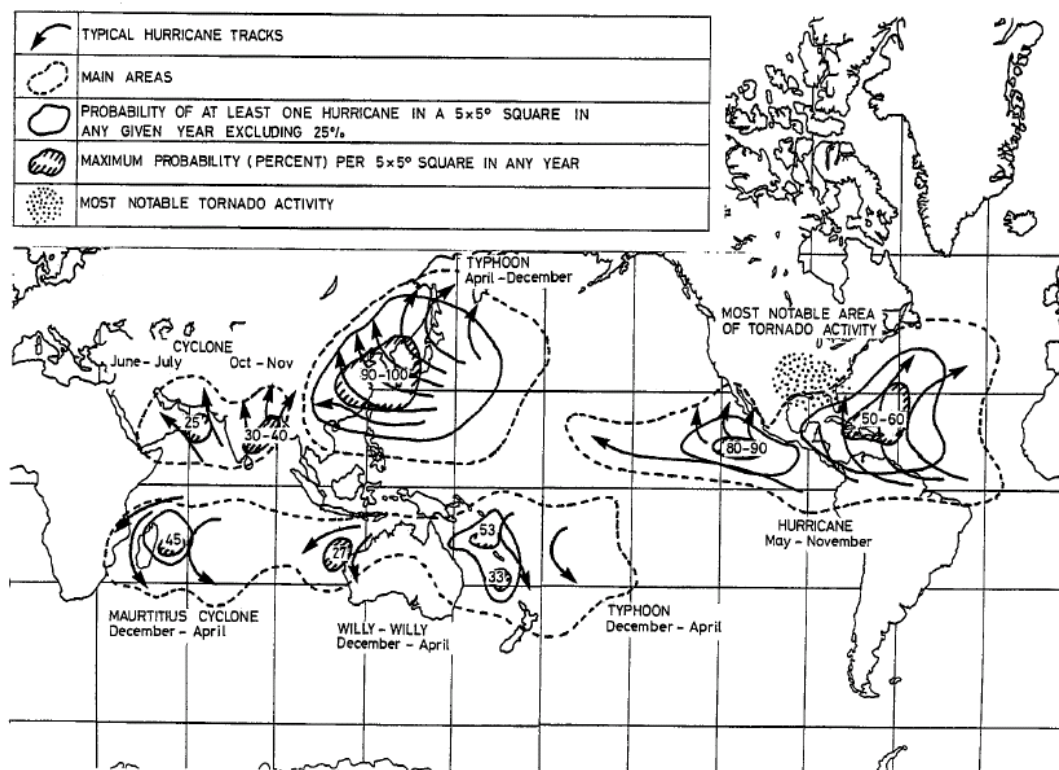 TYPICAL HURRICANE TRACKS
MAIN AREAS
PROBABILITY OF AT LEAST ONE HURRICANE IN A 5×5° SQUARE IN
ANY GIVEN YEAR EXCLUDING 25%
MAXIMUM PROBABILITY (PERCENT) PER 5×5° SQUARE IN ANY YEAR
MOST NOTABLE TORNADO ACTIVITY
TYPHOON
April-December
MOST NOTABLE AREA
OF TORNADO ACTIVITY
CYCLONE
June-July
Oct-Nov
90-100
25
30-40
50-60
80-90
HURRICANE
May-November
45
27
53
33
MAURTITIUS CYCLONE
December-April
WILLY-WILLY
December-April
TYPHOON
December-April